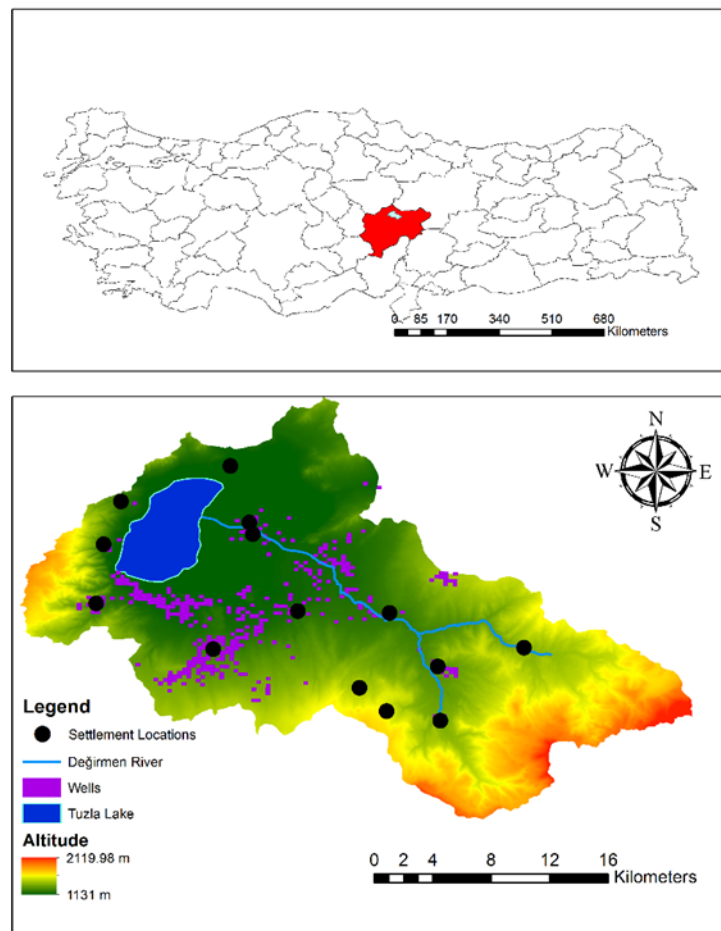 0 85 170 340 510 680
Kilometers
N
W E
S
Legend
Settlement Locations
Değirmen River
Wells
Tuzla Lake
Altitude
2119.98 m
1131 m
0 2 4 8 12 16
Kilometers